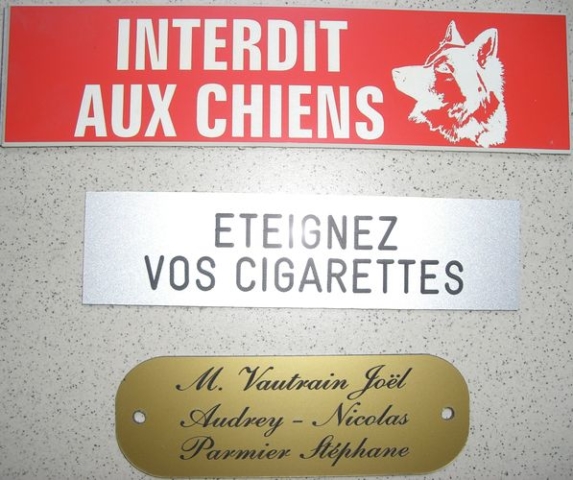 INTERDIT
AUX CHIENS
ETEIGNEZ
VOS CIGARETTES
M. Vautrain Joël
Audrey - Nicolas
Parmier Stéphane